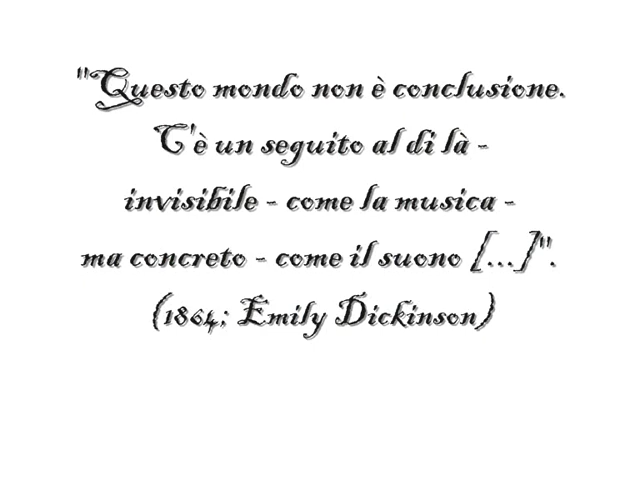 "Questo mondo non è conclusione.
C'è un seguito al di là -
invisibile - come la musica -
ma concreto - come il suono [...]".
(1864; Emily Dickinson)